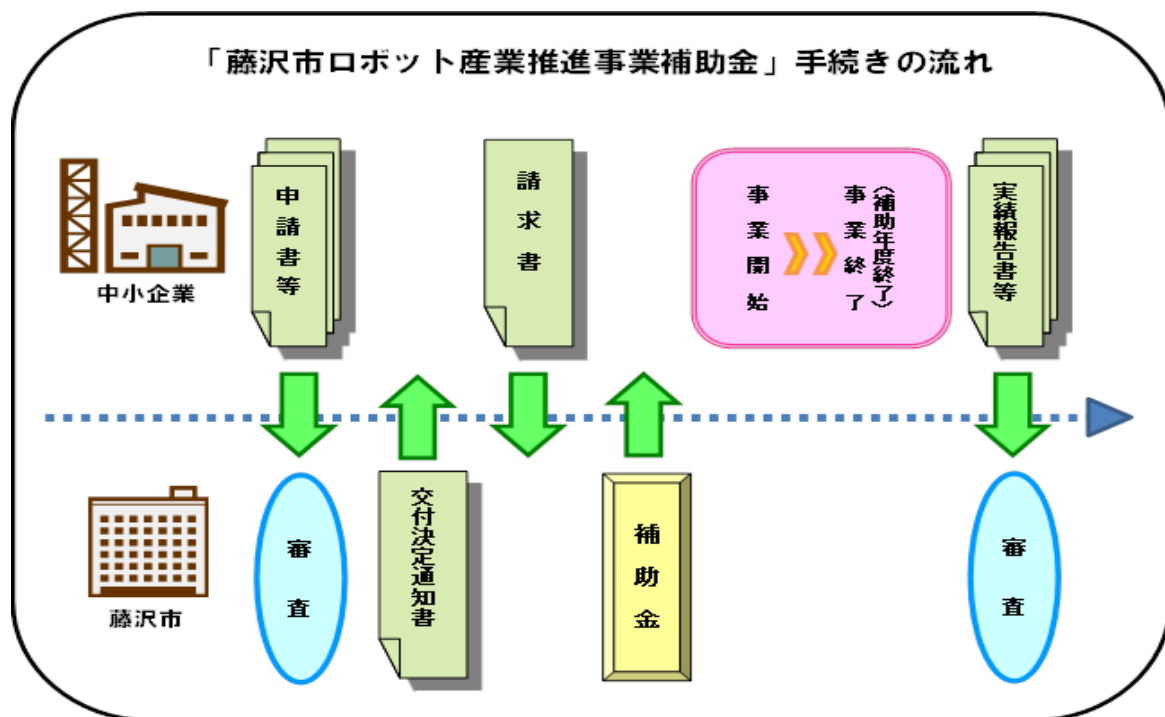 「藤沢市ロボット産業推進事業補助金」手続きの流れ
中小企業
申請書等
請求書
事業開始
事業終了
（補助年度終了）
実績報告書等
藤沢市
審査
交付決定通知書
補助金
審査